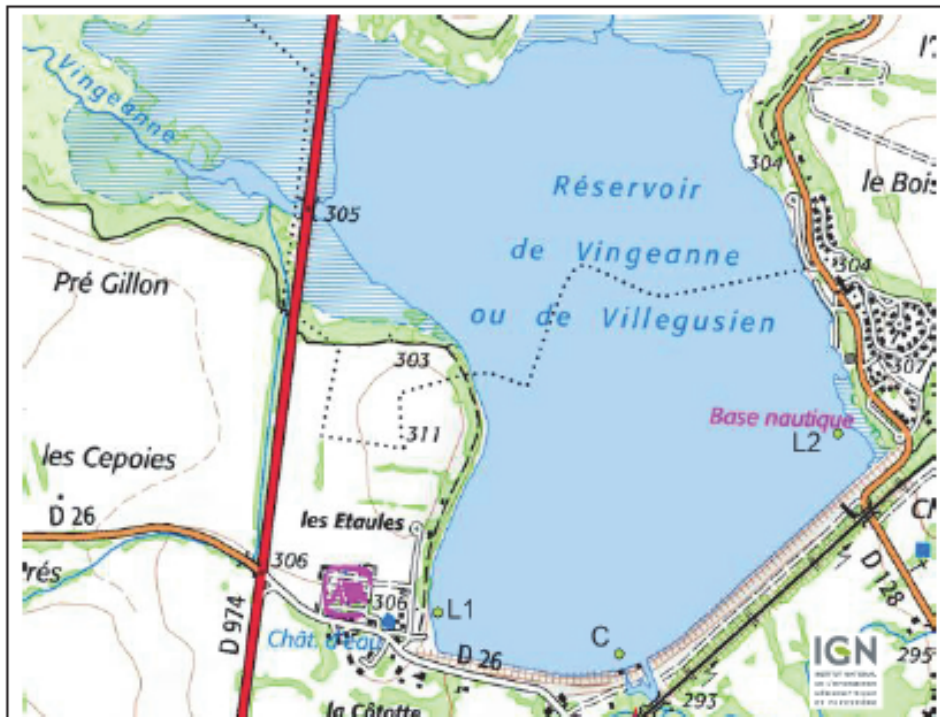 Vingeanne
305
304
le Bois
Réservoir
de Vingeanne
ou de Villegusien
304
Pré Gillon
303
307
311
Base nautique
L2
les Cepoies
D 26
les Etaules
306
D 128
Prés
306
L1
C
D 974
Chât. d'eau
D 26
IGN
295
293
la Côtotte